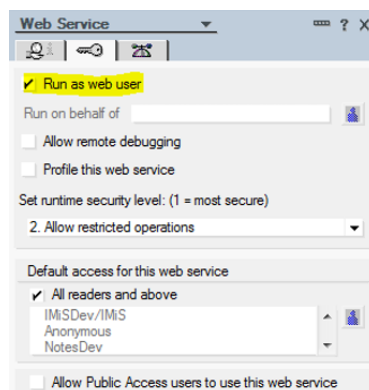 Web Service
? X
i
Run as web user
Run on behalf of
Allow remote debugging
Profile this web service
Set runtime security level: (1 = most secure)
2. Allow restricted operations
Default access for this web service
All readers and above
IMiSDev/IMiS
Anonymous
NotesDev
Allow Public Access users to use this web service